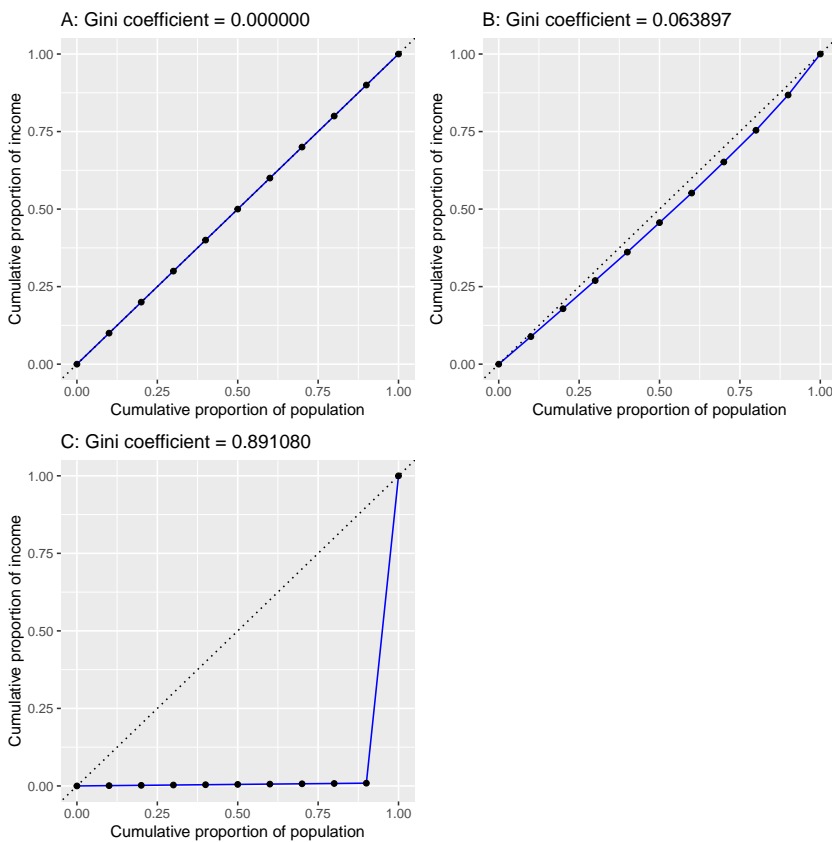 A: Gini coefficient = 0.000000
1.00
0.75
0.50
0.25
0.00
Cumulative proportion of income
0.00 0.25 0.50 0.75 1.00
Cumulative proportion of population
B: Gini coefficient = 0.063897
1.00
0.75
0.50
0.25
0.00
Cumulative proportion of income
0.00 0.25 0.50 0.75 1.00
Cumulative proportion of population
C: Gini coefficient = 0.891080
1.00
0.75
0.50
0.25
0.00
Cumulative proportion of income
0.00 0.25 0.50 0.75 1.00
Cumulative proportion of population